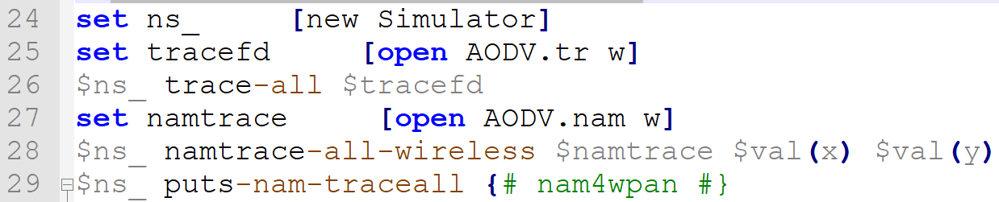 24 set ns_     [new Simulator]
25 set tracefd     [open AODV.tr w]
26 $ns_ trace-all $tracefd
27 set namtrace     [open AODV.nam w]
28 $ns_ namtrace-all-wireless $namtrace $val(x) $val(y)
29 $ns_ puts-nam-traceall {# nam4wpan #}